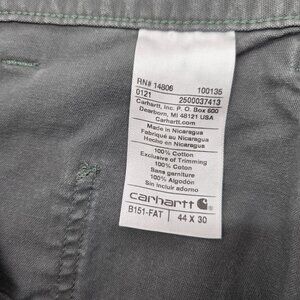 RN# 14806 100135
0121 2500037413
Carhartt, Inc. P. O. Box 600
Dearborn, MI 48121 USA
Carhartt.com
Made in Nicaragua
Fabriqué au Nicaragua
Hecho en Nicaragua
100% Cotton
Exclusive of Trimming
100% Coton
Sans garniture
100% Algodón
Sin incluir adorno
carhartt
B151-FAT 44 X 30